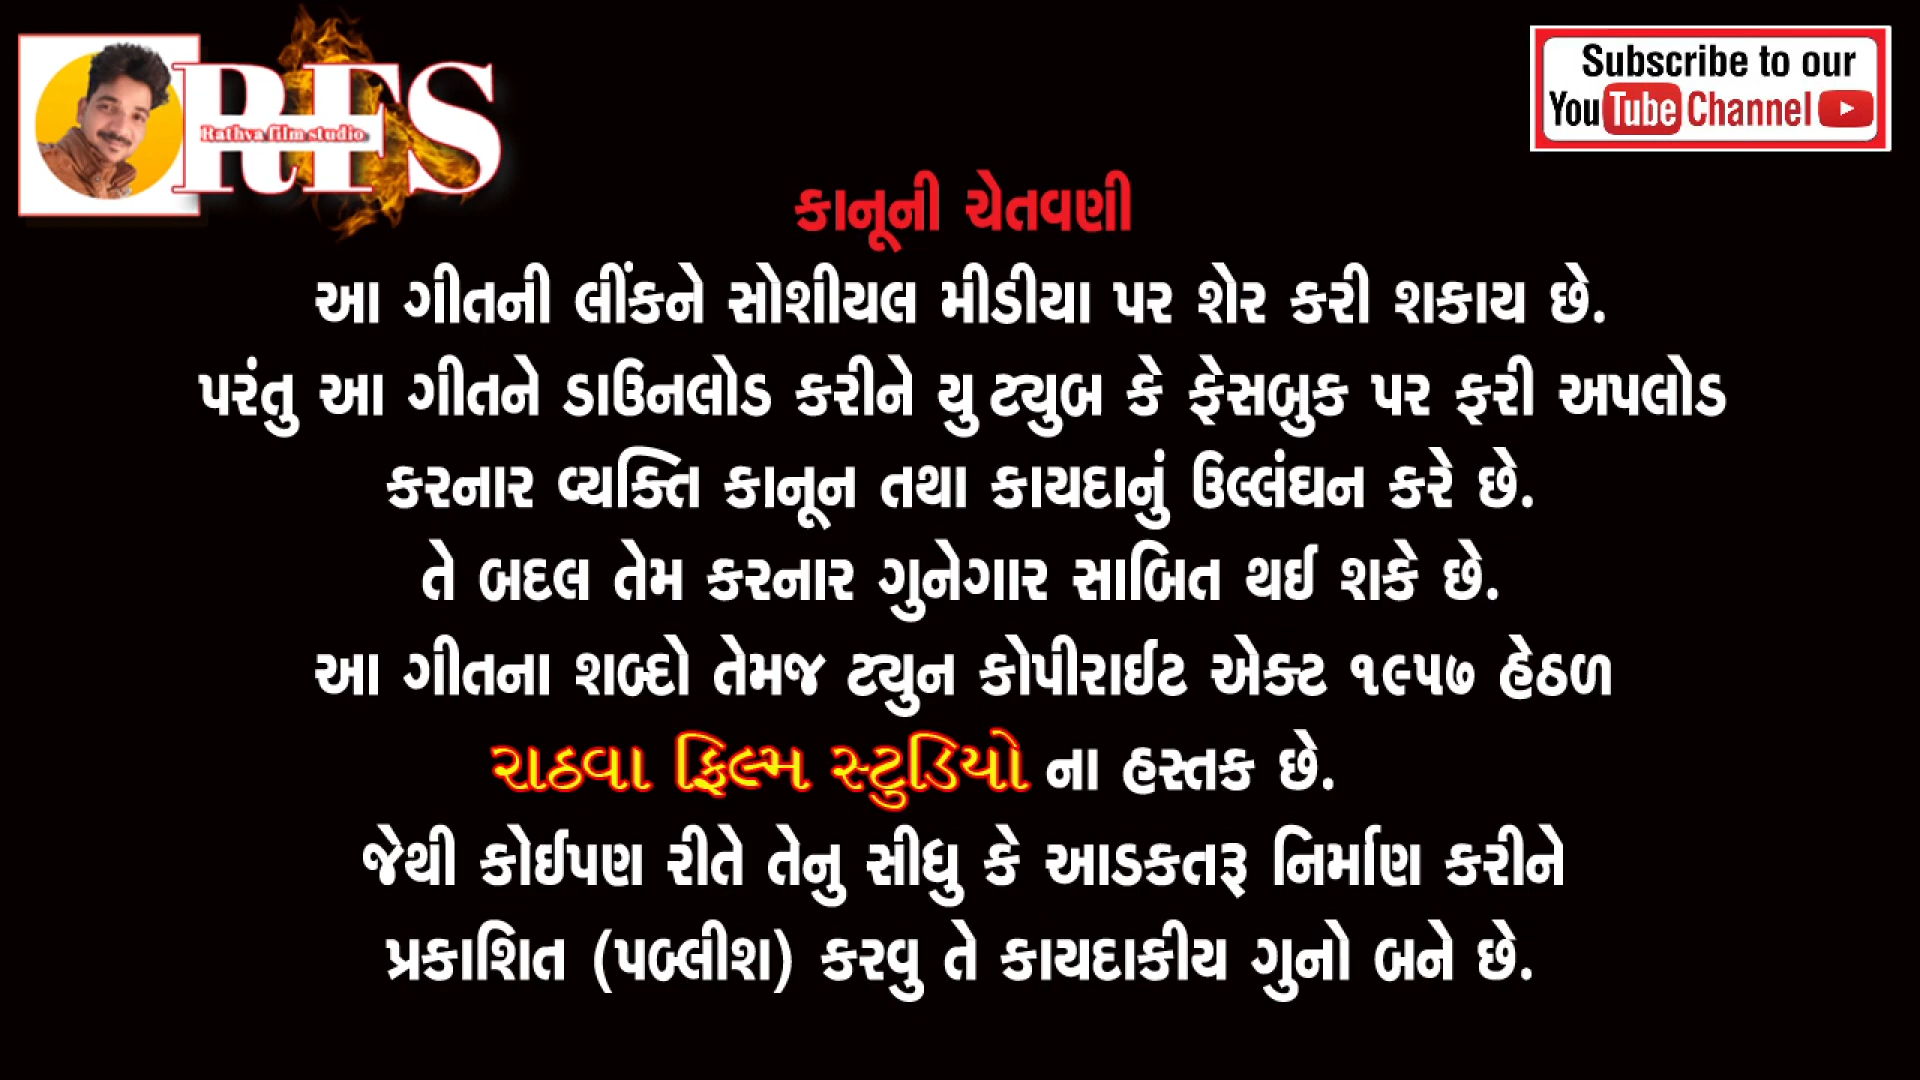 RFS
Rathva film studio
Subscribe to our
YouTube Channel
કાનૂની ચેતવણી
આ ગીતની લીંકને સોશીયલ મીડીયા પર શેર કરી શકાય છે.
પરંતુ આ ગીતને ડાઉનલોડ કરીને યુ ટ્યુબ કે ફેસબુક પર ફરી અપલોડ
કરનાર વ્યક્તિ કાનૂન તથા કાયદાનું ઉલ્લંઘન કરે છે.
તે બદલ તેમ કરનાર ગુનેગાર સાબિત થઈ શકે છે.
આ ગીતના શબ્દો તેમજ ટ્યુન કોપીરાઈટ એક્ટ ૧૯૫૭ હેઠળ
રાઠવા ફિલ્મ સ્ટુડિયો ના હસ્તક છે.
જેથી કોઈપણ રીતે તેનુ સીધુ કે આડકતરૂ નિર્માણ કરીને
પ્રકાશિત (પબ્લીશ) કરવુ તે કાયદાકીય ગુનો બને છે.